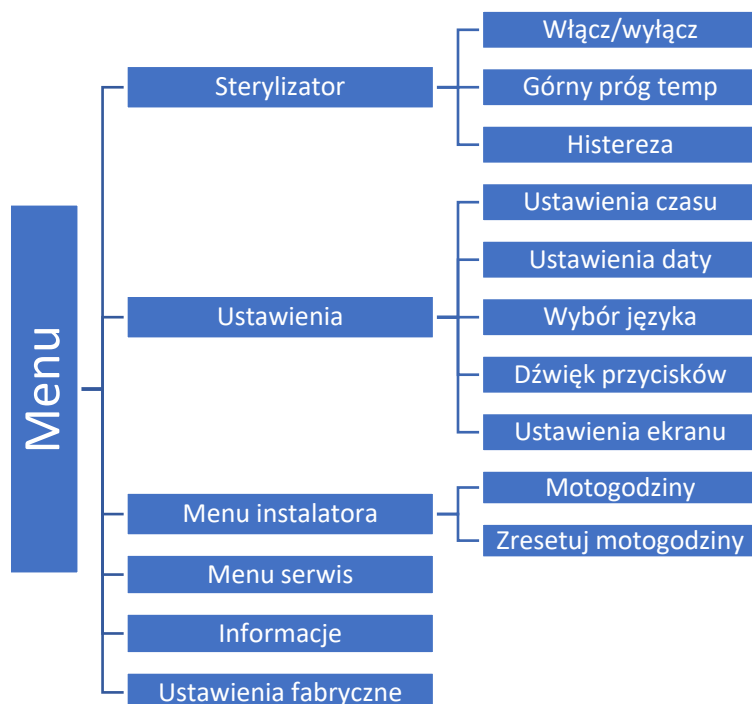 Menu
Sterylizator
Włącz/wyłącz
Górny próg temp
Histereza
Ustawienia
Ustawienia czasu
Ustawienia daty
Wybór języka
Dźwięk przycisków
Ustawienia ekranu
Menu instalatora
Motogodziny
Zresetuj motogodziny
Menu serwis
Informacje
Ustawienia fabryczne